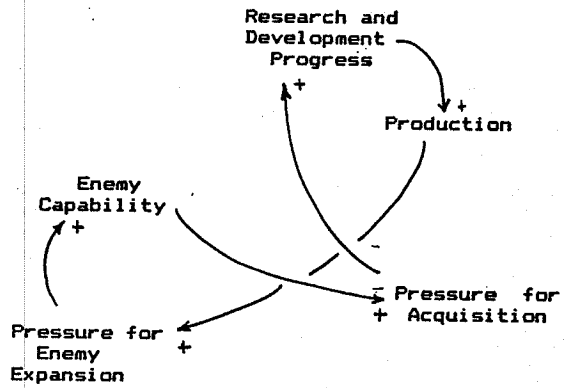 Research and
Development
Progress
+
+
Production
Enemy
Capability
+
-
- Pressure for
+ Acquisition
Pressure for
Enemy
+
Expansion